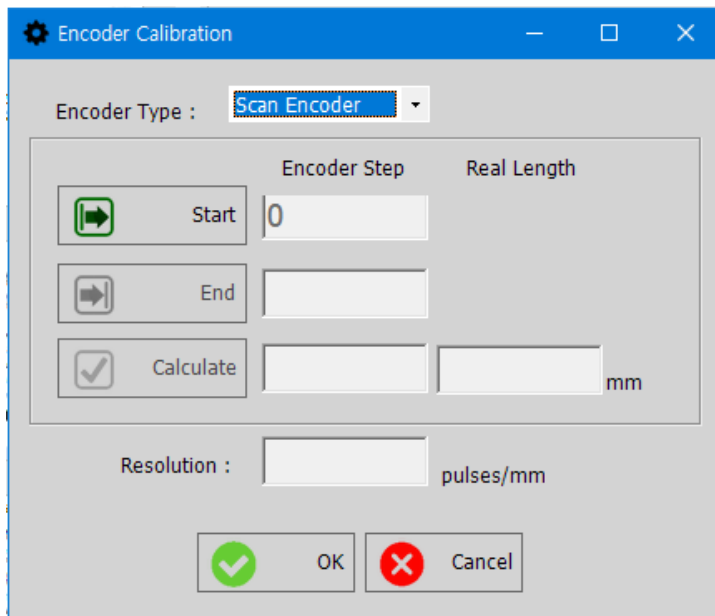 Encoder Calibration
Encoder Type : Scan Encoder
Encoder Step Real Length
Start 0
End
Calculate mm
Resolution : pulses/mm
OK Cancel